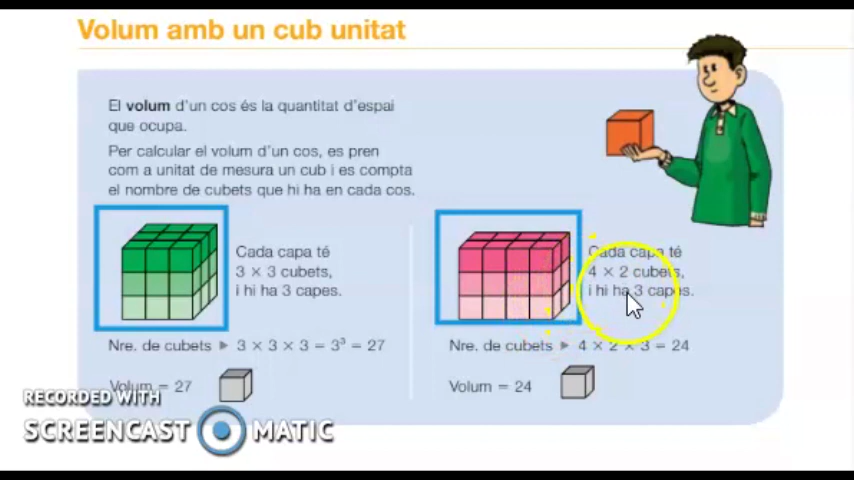 Volum amb un cub unitat
El volum d'un cos és la quantitat d'espai
que ocupa.
Per calcular el volum d'un cos, es pren
com a unitat de mesura un cub i es compta
el nombre de cubets que hi ha en cada cos.
Cada capa té
3 × 3 cubets,
i hi ha 3 capes.
Nre. de cubets ▶ 3 × 3 × 3 = 3³ = 27
Volum = 27
Cada capa té
4 × 2 cubets,
i hi ha 3 capes.
Nre. de cubets ▶ 4 × 2 × 3 = 24
Volum = 24
RECORDED WITH
SCREENCAST MATIC